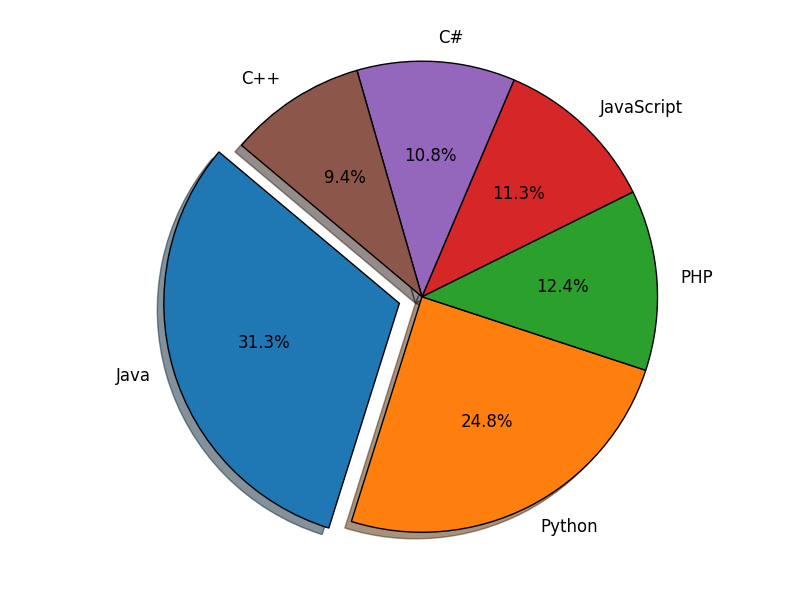 C#
C++
JavaScript
10.8%
9.4%
11.3%
PHP
12.4%
31.3%
Java
24.8%
Python